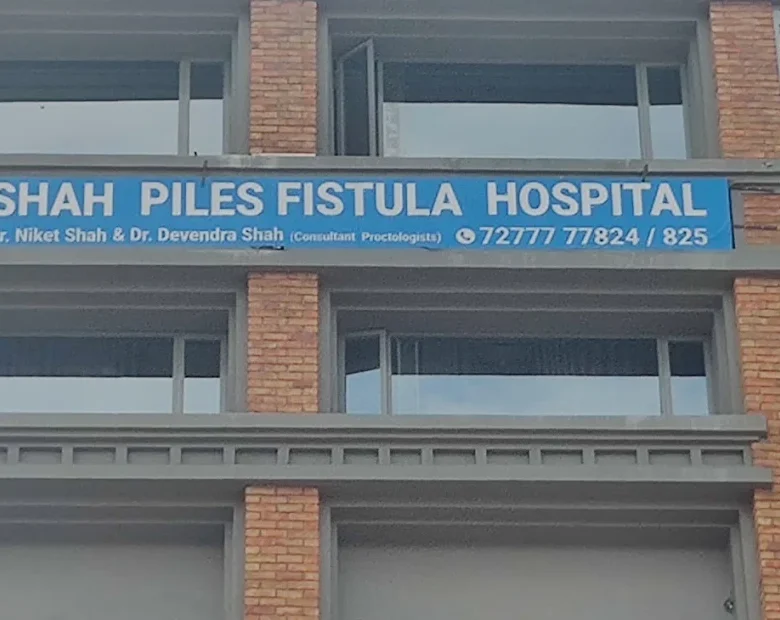 SHAH PILES FISTULA HOSPITAL
r. Niket Shah & Dr. Devendra Shah (Consultant Proctologists) 72777 77824 / 825